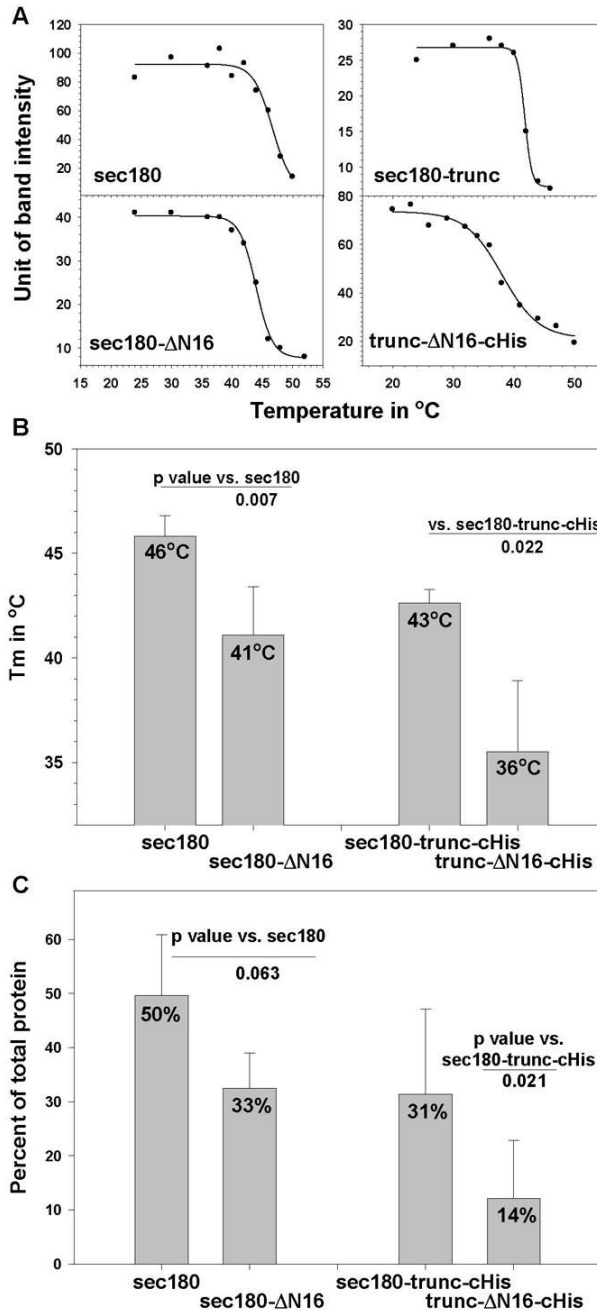 A
Unit of band intensity
120
100
80
60
40
20
sec180
30
25
20
15
10
sec180-trunc
40
30
20
10
sec180-ΔN16
80
60
40
20
trunc-ΔN16-cHis
15 20 25 30 35 40 45 50 55
20 30 40 50
Temperature in °C
B
Tm in °C
50
45
40
35
p value vs. sec180
0.007
vs. sec180-trunc-cHis
0.022
46°C
41°C
43°C
36°C
sec180
sec180-ΔN16
sec180-trunc-cHis
trunc-ΔN16-cHis
C
Percent of total protein
60
50
40
30
20
10
0
p value vs. sec180
0.063
p value vs.
sec180-trunc-cHis
0.021
50%
33%
31%
14%
sec180
sec180-ΔN16
sec180-trunc-cHis
trunc-ΔN16-cHis